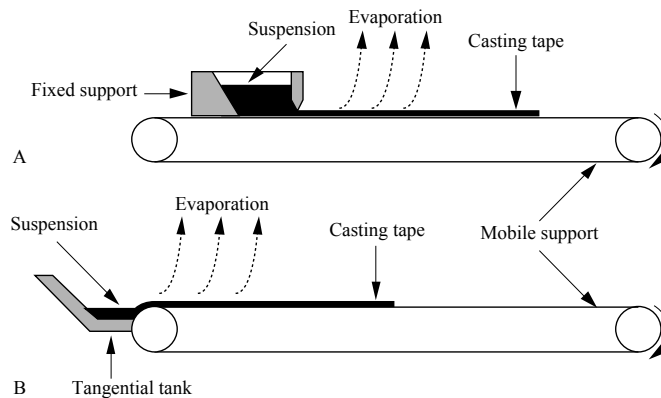 Evaporation
Suspension
Casting tape
Fixed support
A
Suspension
Evaporation
Casting tape
Mobile support
B
Tangential tank